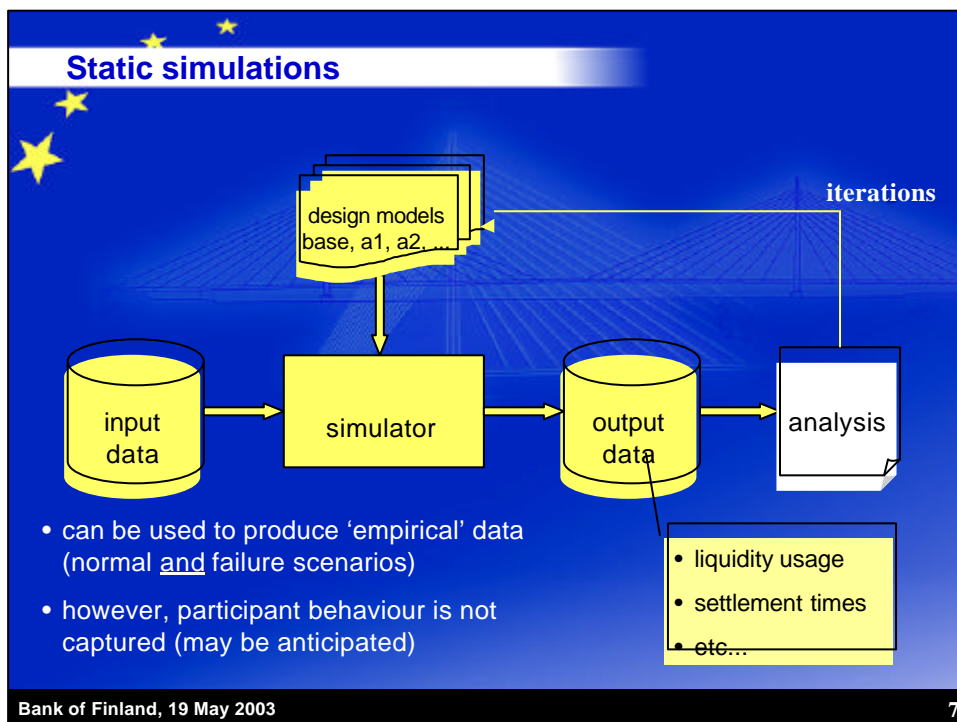 Static simulations
design models
base, a1, a2, ...
iterations
input
data
simulator
output
data
analysis
• can be used to produce ‘empirical’ data
(normal and failure scenarios)
• however, participant behaviour is not
captured (may be anticipated)
• liquidity usage
• settlement times
• etc...
Bank of Finland, 19 May 2003
7